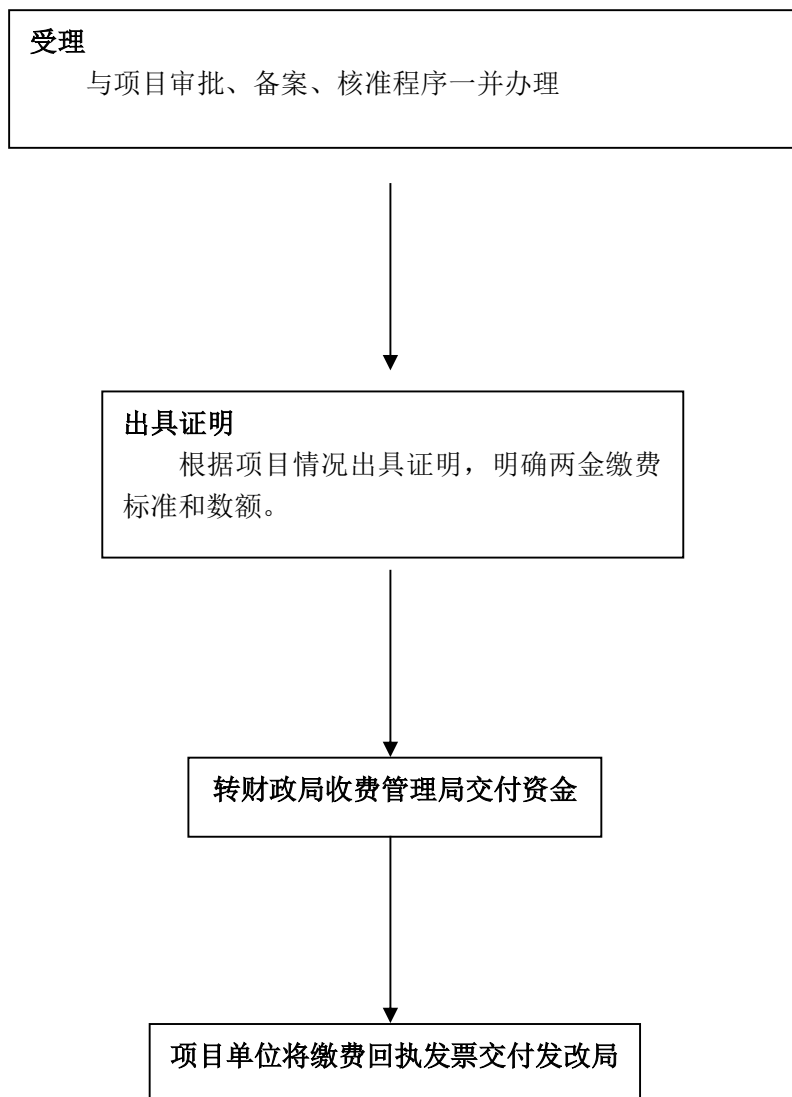 受理
与项目审批、备案、核准程序一并办理
出具证明
根据项目情况出具证明，明确两金缴费
标准和数额。
转财政局收费管理局交付资金
项目单位将缴费回执发票交付发改局